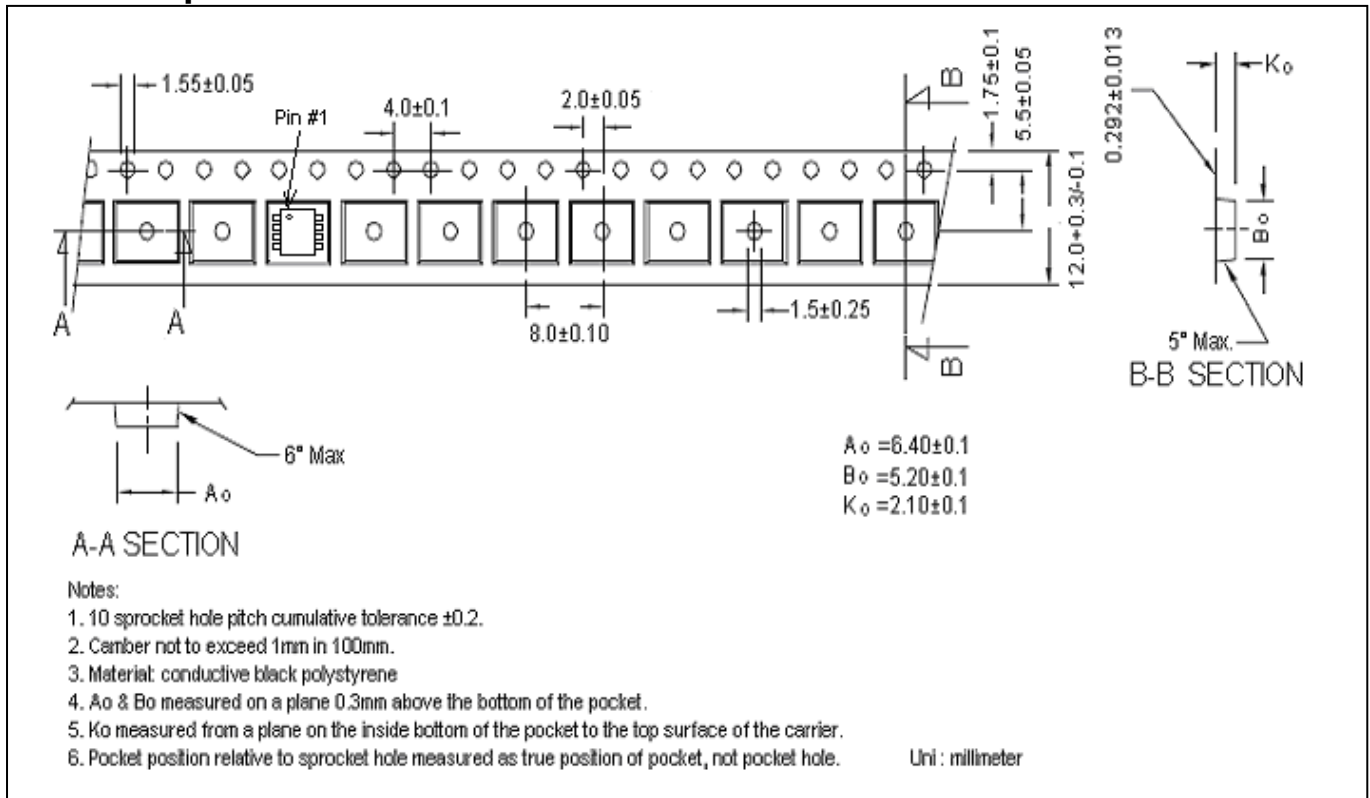 1.55±0.05
Pin #1
4.0±0.1
2.0±0.05
B
1.75±0.1
5.5±0.05
12.0+0.3/-0.1
0.292±0.013
Ko
Bo
A
A
8.0±0.10
1.5±0.25
B
5° Max.
B-B SECTION
6° Max
Ao
A-A SECTION
Ao =6.40±0.1
Bo =5.20±0.1
Ko =2.10±0.1
Notes:
1. 10 sprocket hole pitch cumulative tolerance ±0.2.
2. Camber not to exceed 1mm in 100mm.
3. Material: conductive black polystyrene
4. Ao & Bo measured on a plane 0.3mm above the bottom of the pocket.
5. Ko measured from a plane on the inside bottom of the pocket to the top surface of the carrier.
6. Pocket position relative to sprocket hole measured as true position of pocket, not pocket hole. Uni : millimeter